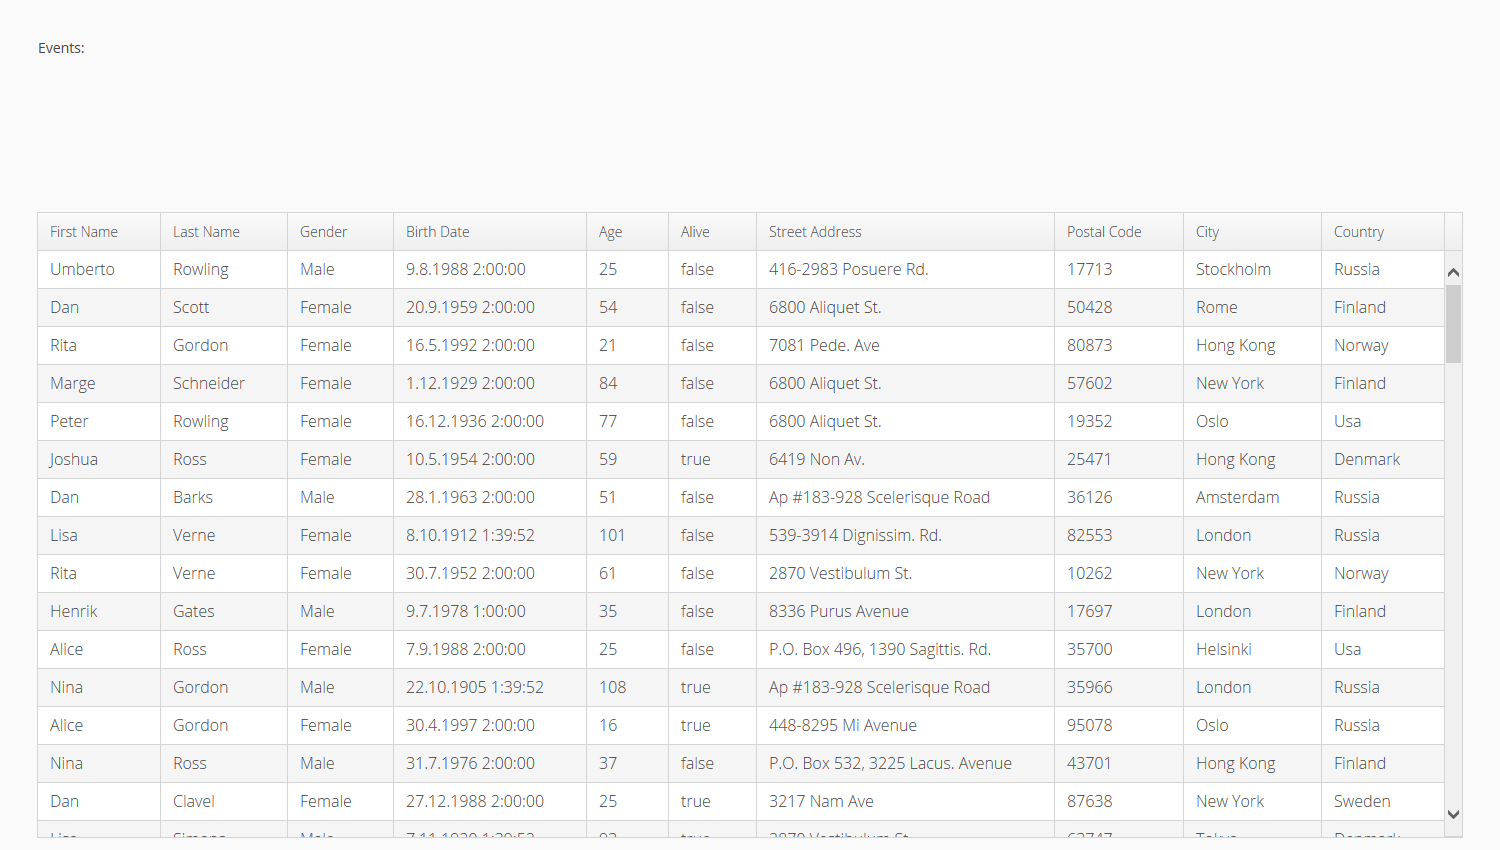 Events:
First Name Last Name Gender Birth Date Age Alive Street Address Postal Code City Country
Umberto Rowling Male 9.8.1988 2:00:00 25 false 416-2983 Posuere Rd. 17713 Stockholm Russia
Dan Scott Female 20.9.1959 2:00:00 54 false 6800 Aliquet St. 50428 Rome Finland
Rita Gordon Female 16.5.1992 2:00:00 21 false 7081 Pede. Ave 80873 Hong Kong Norway
Marge Schneider Female 1.12.1929 2:00:00 84 false 6800 Aliquet St. 57602 New York Finland
Peter Rowling Female 16.12.1936 2:00:00 77 false 6800 Aliquet St. 19352 Oslo Usa
Joshua Ross Female 10.5.1954 2:00:00 59 true 6419 Non Av. 25471 Hong Kong Denmark
Dan Barks Male 28.1.1963 2:00:00 51 false Ap #183-928 Scelerisque Road 36126 Amsterdam Russia
Lisa Verne Female 8.10.1912 1:39:52 101 false 539-3914 Dignissim. Rd. 82553 London Russia
Rita Verne Female 30.7.1952 2:00:00 61 false 2870 Vestibulum St. 10262 New York Norway
Henrik Gates Male 9.7.1978 1:00:00 35 false 8336 Purus Avenue 17697 London Finland
Alice Ross Female 7.9.1988 2:00:00 25 false P.O. Box 496, 1390 Sagittis. Rd. 35700 Helsinki Usa
Nina Gordon Male 22.10.1905 1:39:52 108 true Ap #183-928 Scelerisque Road 35966 London Russia
Alice Gordon Female 30.4.1997 2:00:00 16 true 448-8295 Mi Avenue 95078 Oslo Russia
Nina Ross Male 31.7.1976 2:00:00 37 false P.O. Box 532, 3225 Lacus. Avenue 43701 Hong Kong Finland
Dan Clavel Female 27.12.1988 2:00:00 25 true 3217 Nam Ave 87638 New York Sweden